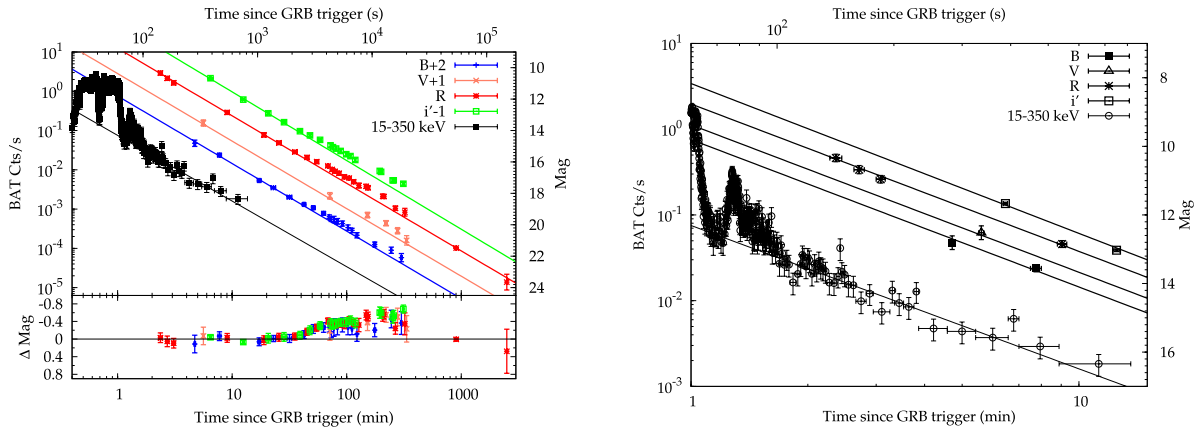 Time since GRB trigger (s)
10² 10³ 10⁴ 10⁵
BAT Cts/s
10¹
10⁰
10⁻¹
10⁻²
10⁻³
10⁻⁴
10⁻⁵
B+2
V+1
R
i′-1
15-350 keV
10
12
14
16
18
20
22
24
Mag
Δ Mag
-0.8
-0.4
0
0.4
0.8
1 10 100 1000
Time since GRB trigger (min)
Time since GRB trigger (s)
10²
BAT Cts/s
10¹
10⁰
10⁻¹
10⁻²
10⁻³
B
V
R
i′
15-350 keV
8
10
12
14
16
Mag
1 10
Time since GRB trigger (min)